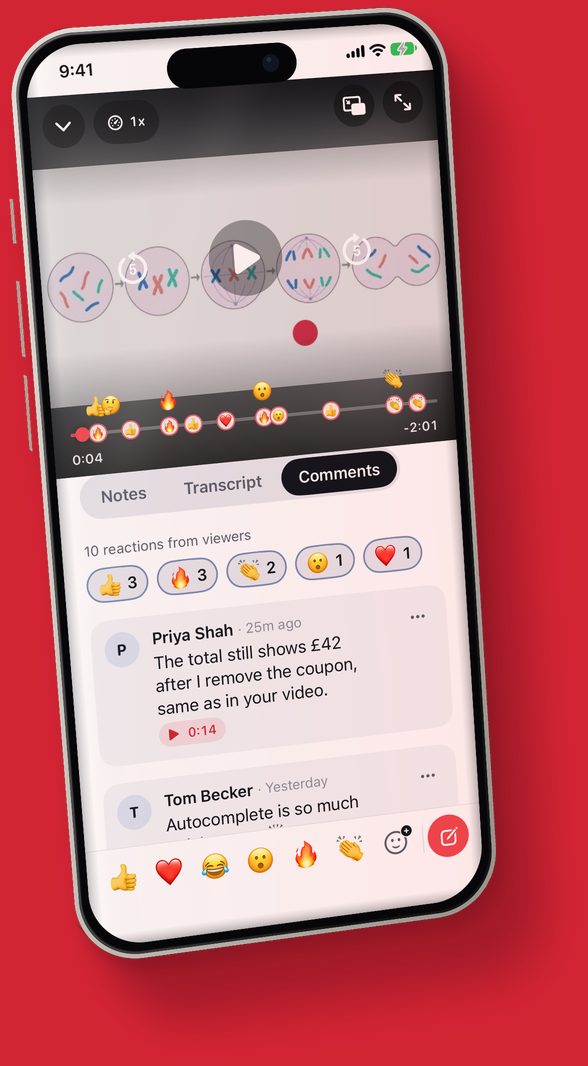 9:41
1x
5
5
0:04
-2:01
Notes
Transcript
Comments
10 reactions from viewers
👍 3
🔥 3
👏 2
😮 1
❤️ 1
P
Priya Shah · 25m ago
The total still shows £42
after I remove the coupon,
same as in your video.
0:14
T
Tom Becker · Yesterday
Autocomplete is so much